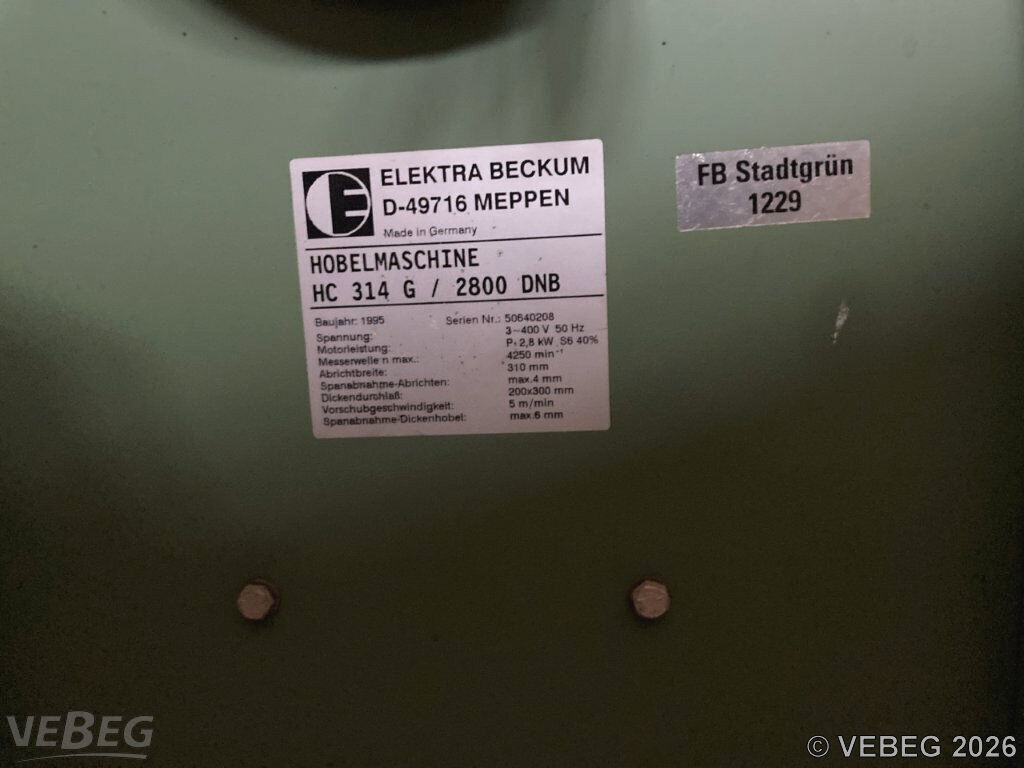 ELEKTRA BECKUM
D-49716 MEPPEN
Made in Germany
HOBELMASCHINE
HC 314 G / 2800 DNB
Baujahr: 1995 Serien Nr.: 50640208
Spannung: 3~400 V 50 Hz
Motorleistung: P₁ 2,8 kW S6 40%
Messerwelle n max.: 4250 min⁻¹
Abrichtbreite: 310 mm
Spanabnahme-Abrichten: max.4 mm
Dickendurchlaß: 200x300 mm
Vorschubgeschwindigkeit: 5 m/min
Spanabnahme-Dickenhobel: max.6 mm
FB Stadtgrün
1229
VEBEG
© VEBEG 2026